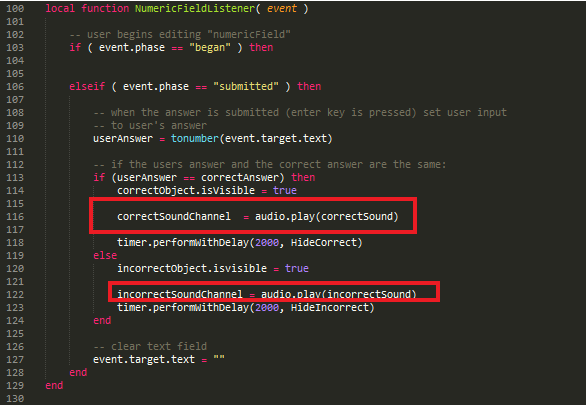 100 local function NumericFieldListener( event )
101
102 -- user begins editing "numericField"
103 if ( event.phase == "began" ) then
104
105
106 elseif ( event.phase == "submitted" ) then
107
108 -- when the answer is submitted (enter key is pressed) set user input
109 -- to user's answer
110 userAnswer = tonumber(event.target.text)
111
112 -- if the users answer and the correct answer are the same:
113 if (userAnswer == correctAnswer) then
114 correctObject.isVisible = true
115
116 correctSoundChannel  = audio.play(correctSound)
117
118 timer.performWithDelay(2000, HideCorrect)
119 else
120 incorrectObject.isvisible = true
121
122 incorrectSoundChannel = audio.play(incorrectSound)
123 timer.performWithDelay(2000, HideIncorrect)
124 end
125
126 -- clear text field
127 event.target.text = ""
128 end
129 end
130